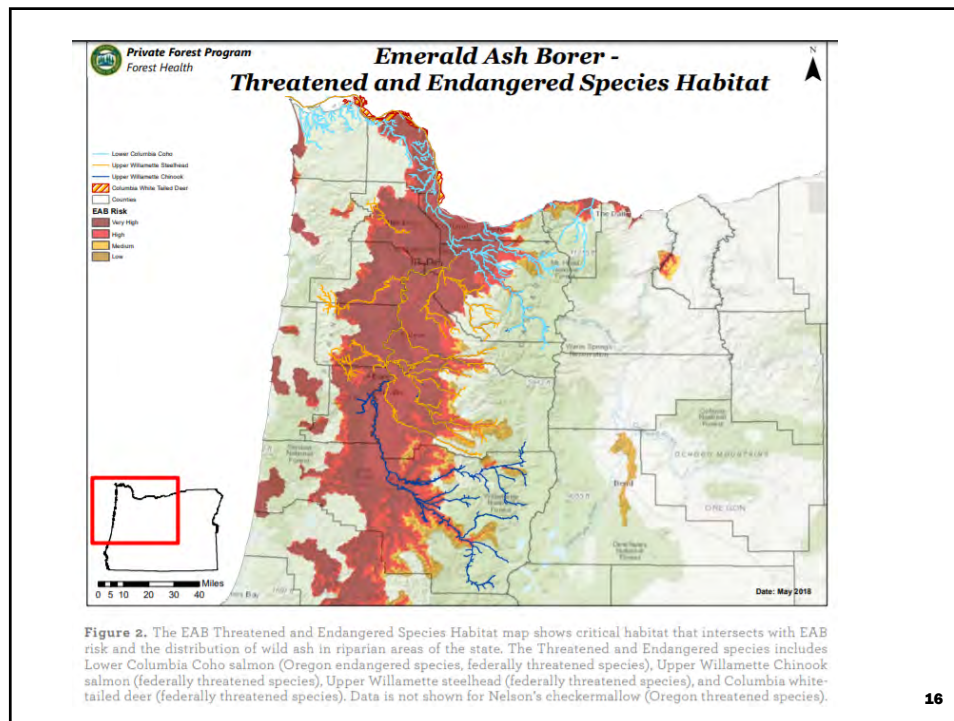 Private Forest Program
Forest Health
Emerald Ash Borer -
Threatened and Endangered Species Habitat
N
Lower Columbia Coho
Upper Willamette Steelhead
Upper Willamette Chinook
Columbia White Tailed Deer
Counties
EAB Risk
Very High
High
Medium
Low
Warm Springs
Reservation
OCHOCO MOUNTAINS
Bend
OREGON
Miles
0 5 10 20 30 40
Date: May 2018
Figure 2. The EAB Threatened and Endangered Species Habitat map shows critical habitat that intersects with EAB
risk and the distribution of wild ash in riparian areas of the state. The Threatened and Endangered species includes
Lower Columbia Coho salmon (Oregon endangered species, federally threatened species), Upper Willamette Chinook
salmon (federally threatened species), Upper Willamette steelhead (federally threatened species), and Columbia white-
tailed deer (federally threatened species). Data is not shown for Nelson's checkermallow (Oregon threatened species).
16